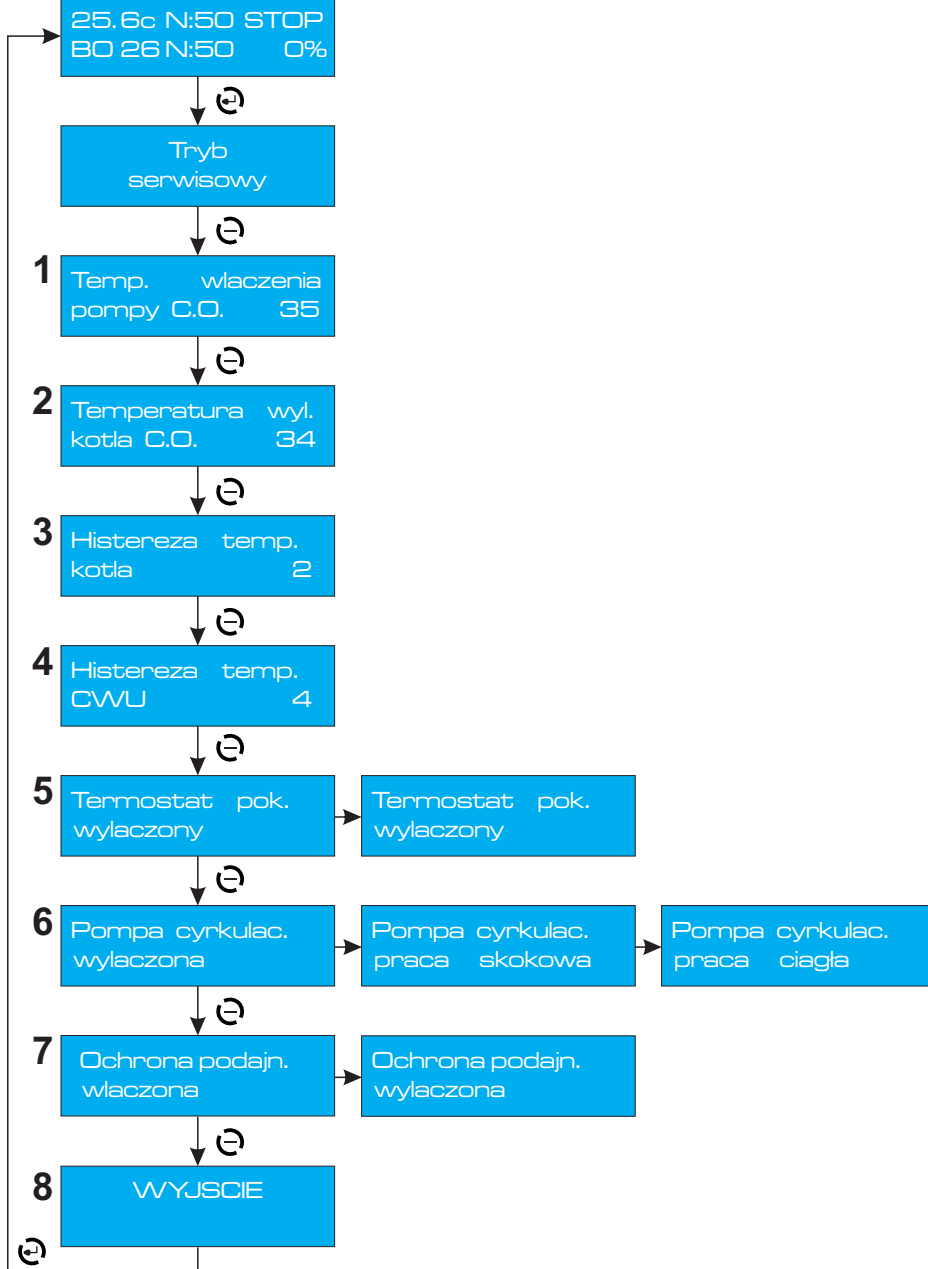 25.6c N:50 STOP
BO 26 N:50 0%
Tryb
serwisowy
1
Temp. wlaczenia
pompy C.O. 35
2
Temperatura wyl.
kotla C.O. 34
3
Histereza temp.
kotla 2
4
Histereza temp.
CWU 4
5
Termostat pok.
wylaczony
Termostat pok.
wylaczony
6
Pompa cyrkulac.
wylaczona
Pompa cyrkulac.
praca skokowa
Pompa cyrkulac.
praca ciagła
7
Ochrona podajn.
wlaczona
Ochrona podajn.
wylaczona
8
WYJSCIE